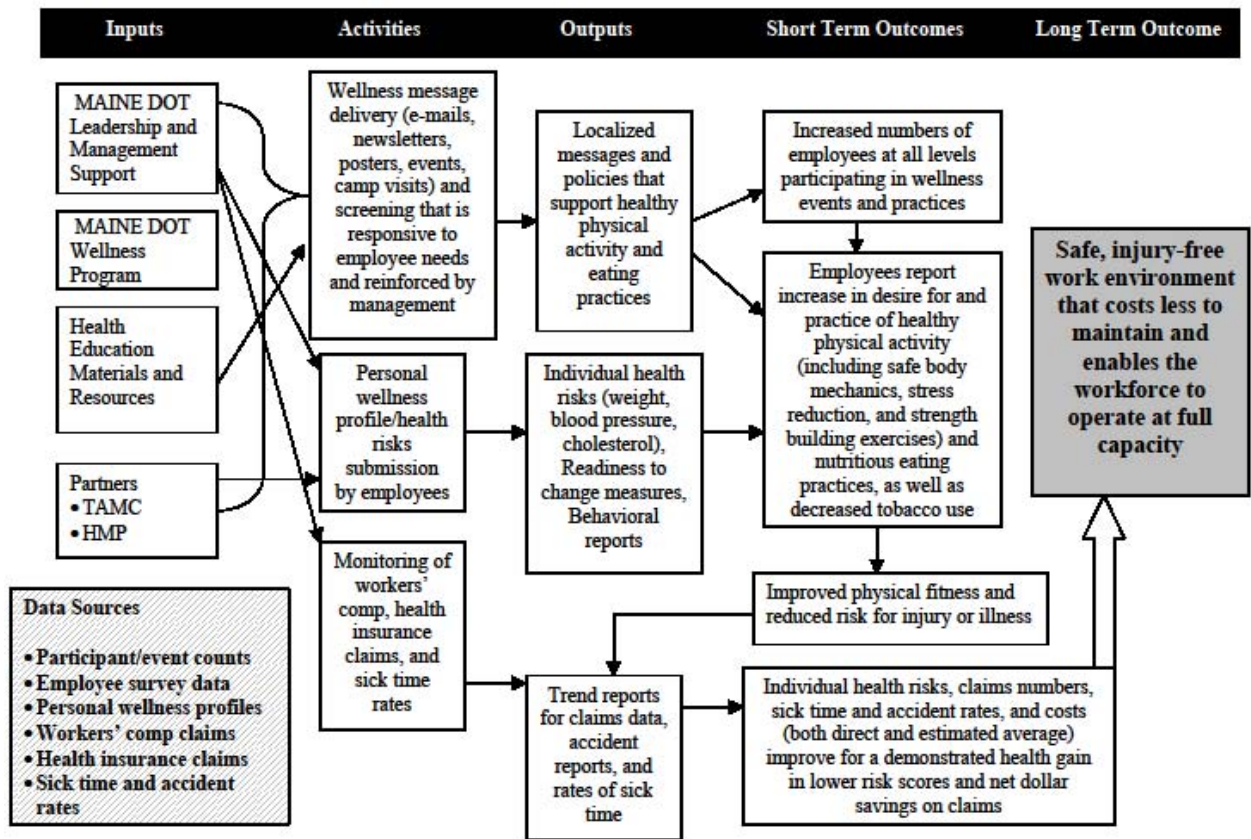 Inputs
Activities
Outputs
Short Term Outcomes
Long Term Outcome
MAINE DOT
Leadership and
Management
Support
MAINE DOT
Wellness
Program
Health
Education
Materials and
Resources
Partners
• TAMC
• HMP
Data Sources
• Participant/event counts
• Employee survey data
• Personal wellness profiles
• Workers' comp claims
• Health insurance claims
• Sick time and accident
rates
Wellness message
delivery (e-mails,
newsletters,
posters, events,
camp visits) and
screening that is
responsive to
employee needs
and reinforced by
management
Personal
wellness
profile/health
risks
submission
by employees
Monitoring of
workers'
comp, health
insurance
claims, and
sick time
rates
Localized
messages and
policies that
support healthy
physical
activity and
eating
practices
Individual health
risks (weight,
blood pressure,
cholesterol),
Readiness to
change measures,
Behavioral
reports
Trend reports
for claims data,
accident
reports, and
rates of sick
time
Increased numbers of
employees at all levels
participating in wellness
events and practices
Employees report
increase in desire for and
practice of healthy
physical activity
(including safe body
mechanics, stress
reduction, and strength
building exercises) and
nutritious eating
practices, as well as
decreased tobacco use
Improved physical fitness and
reduced risk for injury or illness
Individual health risks, claims numbers,
sick time and accident rates, and costs
(both direct and estimated average)
improve for a demonstrated health gain
in lower risk scores and net dollar
savings on claims
Safe, injury-free
work environment
that costs less to
maintain and
enables the
workforce to
operate at full
capacity